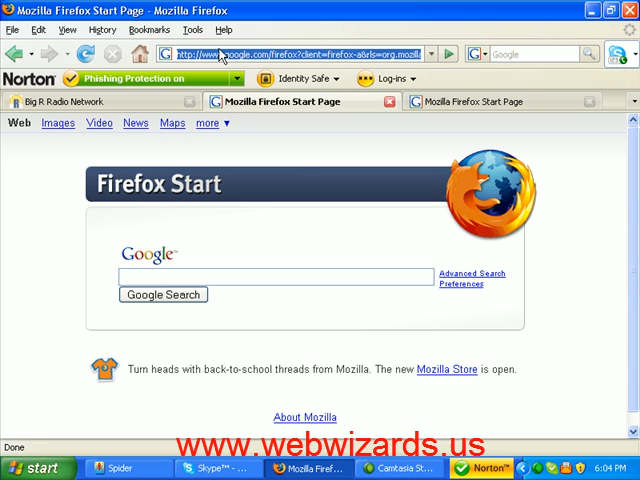 Mozilla Firefox Start Page - Mozilla Firefox
File Edit View History Bookmarks Tools Help
http://www.google.com/firefox?client=firefox-a&rls=org.mozilla
Google
Norton Phishing Protection on Identity Safe Log-ins
Big R Radio Network Mozilla Firefox Start Page Mozilla Firefox Start Page
Web Images Video News Maps more
Firefox Start
Google™
Advanced Search
Preferences
Google Search
Turn heads with back-to-school threads from Mozilla. The new Mozilla Store is open.
About Mozilla
Done
www.webwizards.us
start Spider Skype™ - ... Mozilla Firef... Camtasia St... Norton™ 6:04 PM